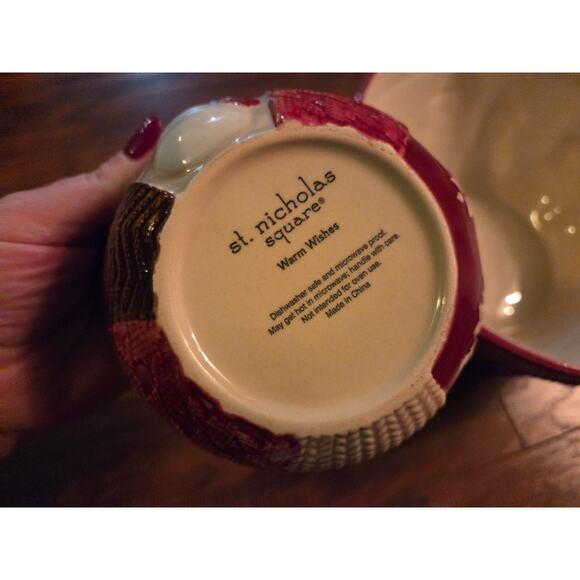 st. nicholas
square®
Warm Wishes
Dishwasher safe and microwave proof.
May get hot in microwave; handle with care.
Not intended for oven use.
Made in China